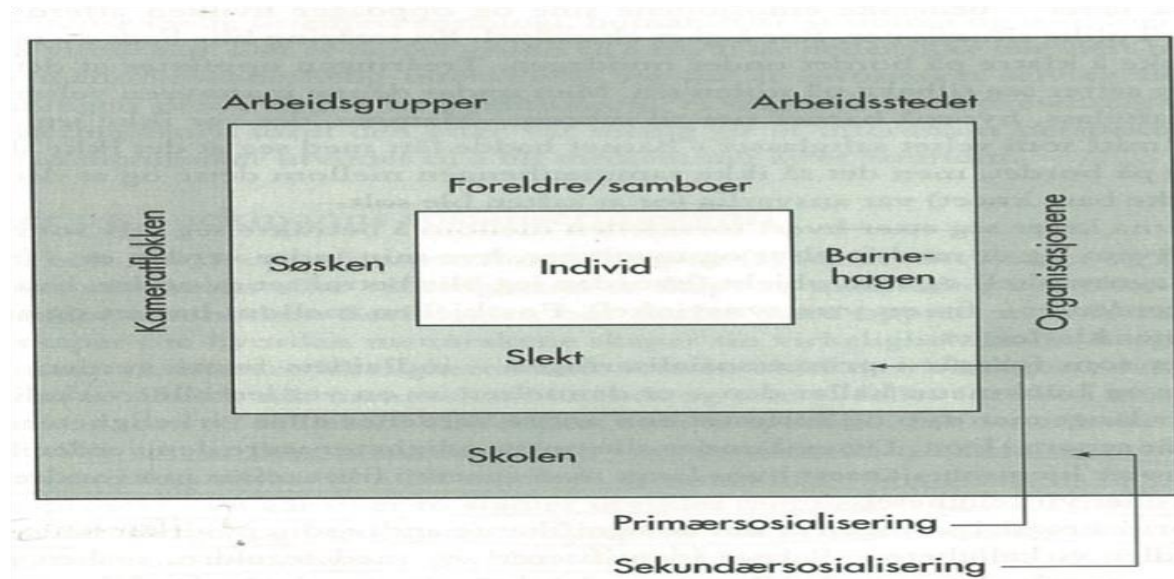 Arbeidsgrupper
Arbeidsstedet
Foreldre/samboer
Kameratflokken
Søsken
Individ
Barne-
hagen
Organisasjonene
Slekt
Skolen
Primærsosialisering
Sekundærsosialisering